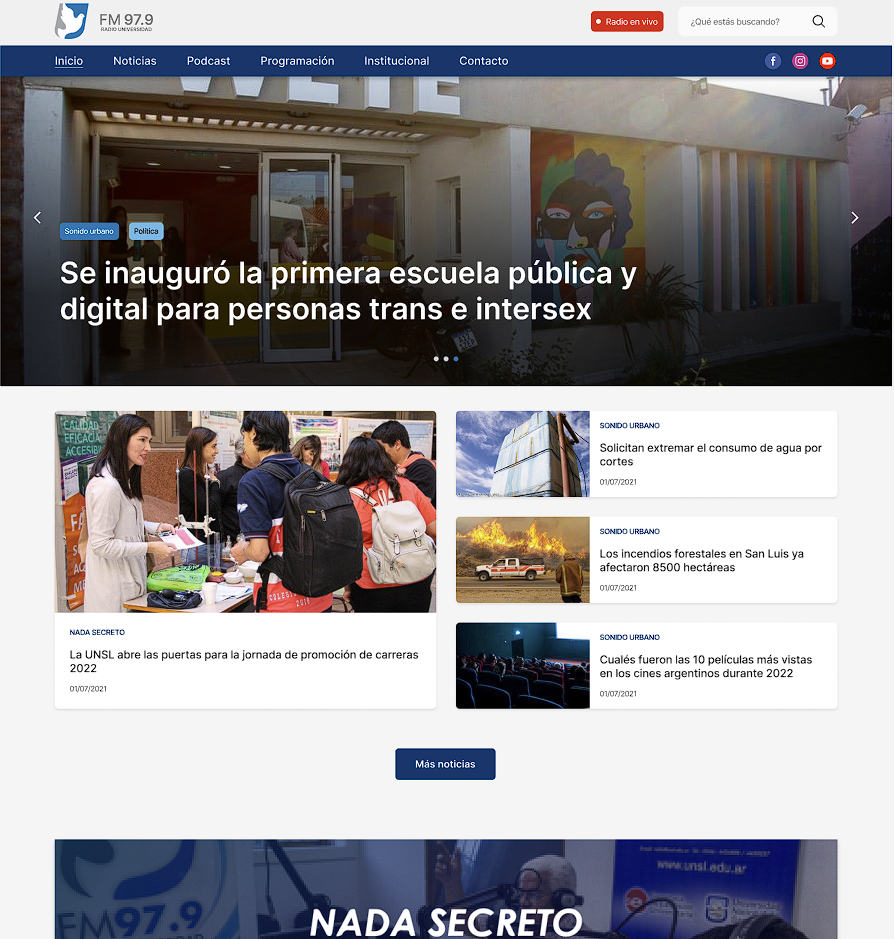 FM 97.9
RADIO UNIVERSIDAD
Radio en vivo
¿Qué estás buscando?
Inicio
Noticias
Podcast
Programación
Institucional
Contacto
Sonido urbano
Política
Se inauguró la primera escuela pública y
digital para personas trans e intersex
CALIDAD
EFICACIA
NADA SECRETO
La UNSL abre las puertas para la jornada de promoción de carreras
2022
01/07/2021
SONIDO URBANO
Solicitan extremar el consumo de agua por
cortes
01/07/2021
SONIDO URBANO
Los incendios forestales en San Luis ya
afectaron 8500 hectáreas
01/07/2021
SONIDO URBANO
Cualés fueron las 10 películas más vistas
en los cines argentinos durante 2022
01/07/2021
Más noticias
www.unsl.edu.ar
FM97.9
NADA SECRETO